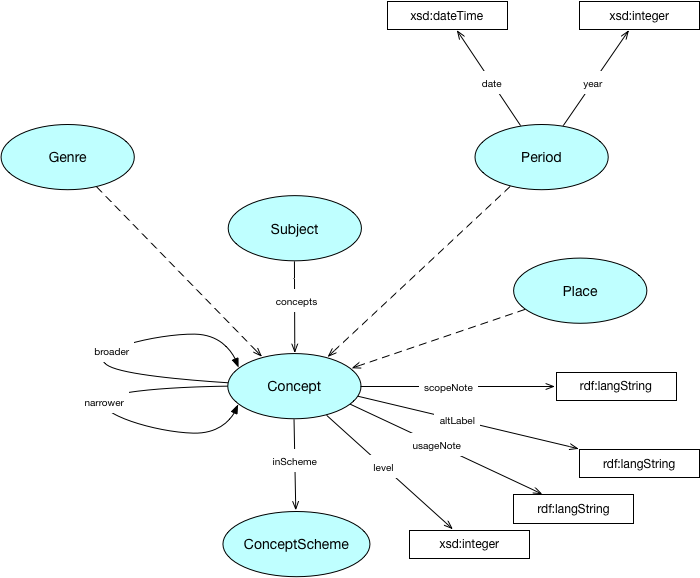 xsd:dateTime
xsd:integer
date
year
Genre
Period
Subject
Place
concepts
broader
Concept
scopeNote
rdf:langString
narrower
altLabel
usageNote
rdf:langString
inScheme
level
rdf:langString
ConceptScheme
xsd:integer